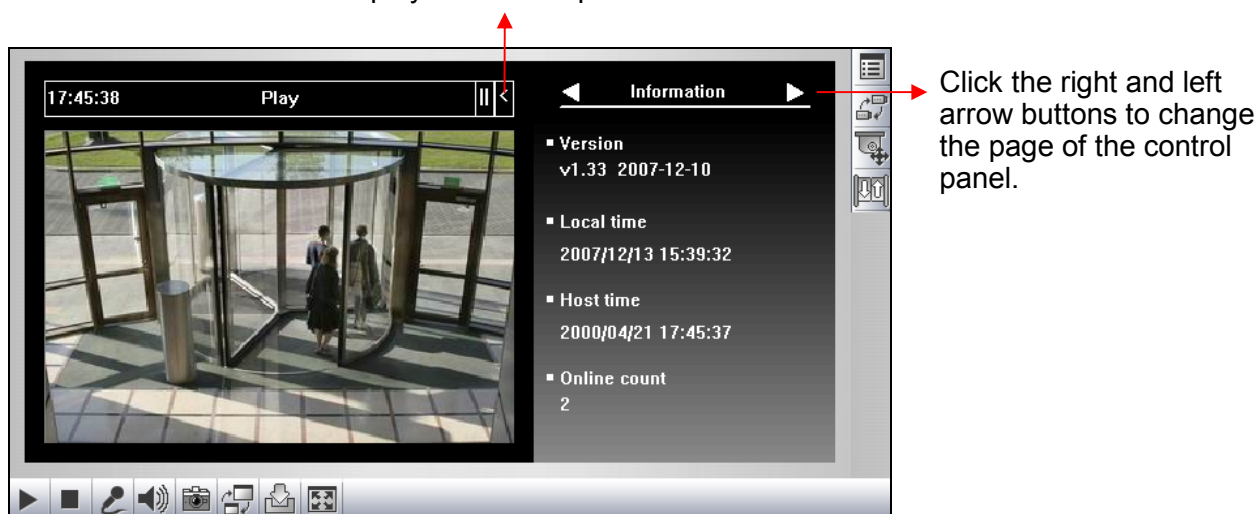 17:45:38 Play || <
Information
Version
v1.33 2007-12-10
Local time
2007/12/13 15:39:32
Host time
2000/04/21 17:45:37
Online count
2
Click the right and left
arrow buttons to change
the page of the control
panel.